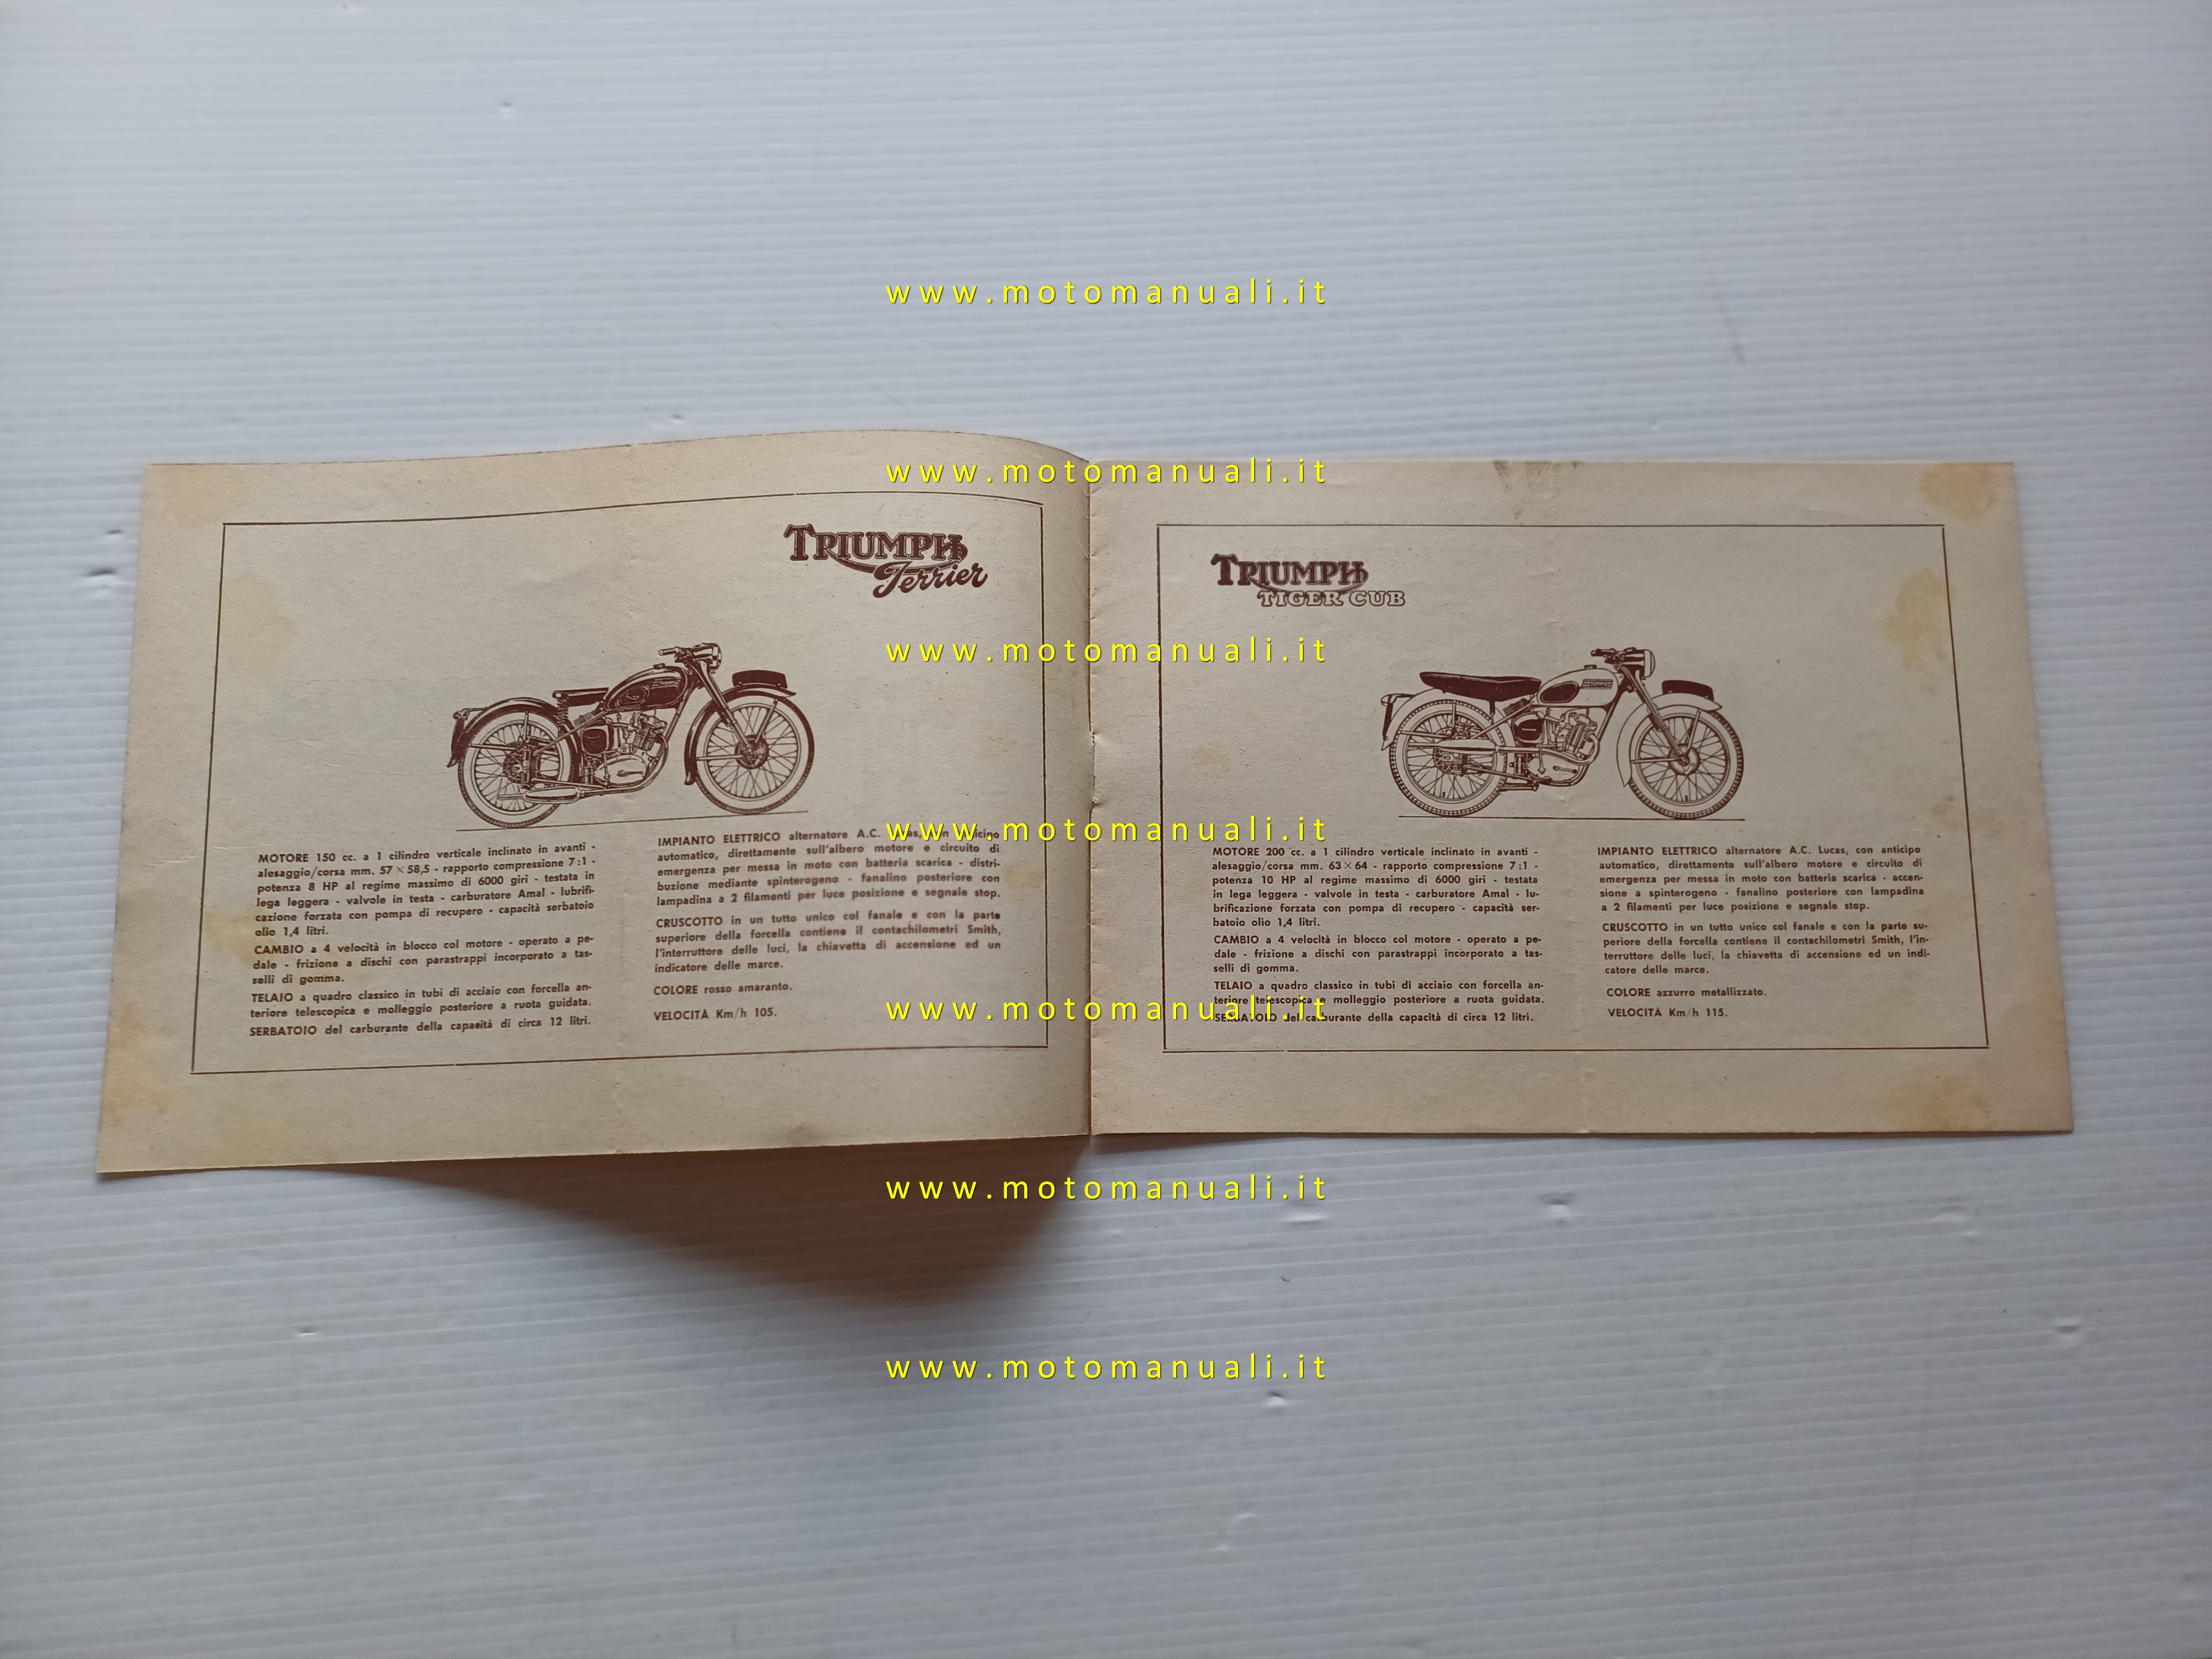 www.motomanuali.it
www.motomanuali.it
TRIUMPH
Terrier
www.motomanuali.it
MOTORE 150 cc. a 1 cilindro verticale inclinato in avanti -
alesaggio/corsa mm. 57×58,5 - rapporto compressione 7:1 -
potenza 8 HP al regime massimo di 6000 giri - testata in
lega leggera - valvole in testa - carburatore Amal - lubrifi-
cazione forzata con pompa di recupero - capacità serbatoio
olio 1,4 litri.
CAMBIO a 4 velocità in blocco col motore - operato a pe-
dale - frizione a dischi con parastrappi incorporato a tas-
selli di gomma.
TELAIO a quadro classico in tubi di acciaio con forcella an-
teriore telescopica e molleggio posteriore a ruota guidata.
SERBATOIO del carburante della capacità di circa 12 litri.
IMPIANTO ELETTRICO alternatore A.C.
automatico, direttamente sull'albero motore e circuito di
emergenza per messa in moto con batteria scarica - distri-
buzione mediante spinterogeno - fanalino posteriore con
lampadina a 2 filamenti per luce posizione e segnale stop.
CRUSCOTTO in un tutto unico col fanale e con la parte
superiore della forcella contiene il contachilometri Smith,
l'interruttore delle luci, la chiavetta di accensione ed un
indicatore delle marce.
COLORE rosso amaranto.
VELOCITÀ Km/h 105.
TRIUMPH
TIGER CUB
www.motomanuali.it
MOTORE 200 cc. a 1 cilindro verticale inclinato in avanti -
alesaggio/corsa mm. 63×64 - rapporto compressione 7:1 -
potenza 10 HP al regime massimo di 6000 giri - testata
in lega leggera - valvole in testa - carburatore Amal - lu-
brificazione forzata con pompa di recupero - capacità ser-
batoio olio 1,4 litri.
CAMBIO a 4 velocità in blocco col motore - operato a pe-
dale - frizione a dischi con parastrappi incorporato a tas-
selli di gomma.
TELAIO a quadro classico in tubi di acciaio con forcella an-
teriore telescopica e molleggio posteriore a ruota guidata.
SERBATOIO del carburante della capacità di circa 12 litri.
IMPIANTO ELETTRICO alternatore A.C. Lucas, con anticipo
automatico, direttamente sull'albero motore e circuito di
emergenza per messa in moto con batteria scarica - accen-
sione a spinterogeno - fanalino posteriore con lampadina
a 2 filamenti per luce posizione e segnale stop.
CRUSCOTTO in un tutto unico col fanale e con la parte su-
periore della forcella contiene il contachilometri Smith, l'in-
terruttore delle luci, la chiavetta di accensione ed un indi-
catore delle marce.
COLORE azzurro metallizzato.
VELOCITÀ Km/h 115.
www.motomanuali.it
www.motomanuali.it
www.motomanuali.it